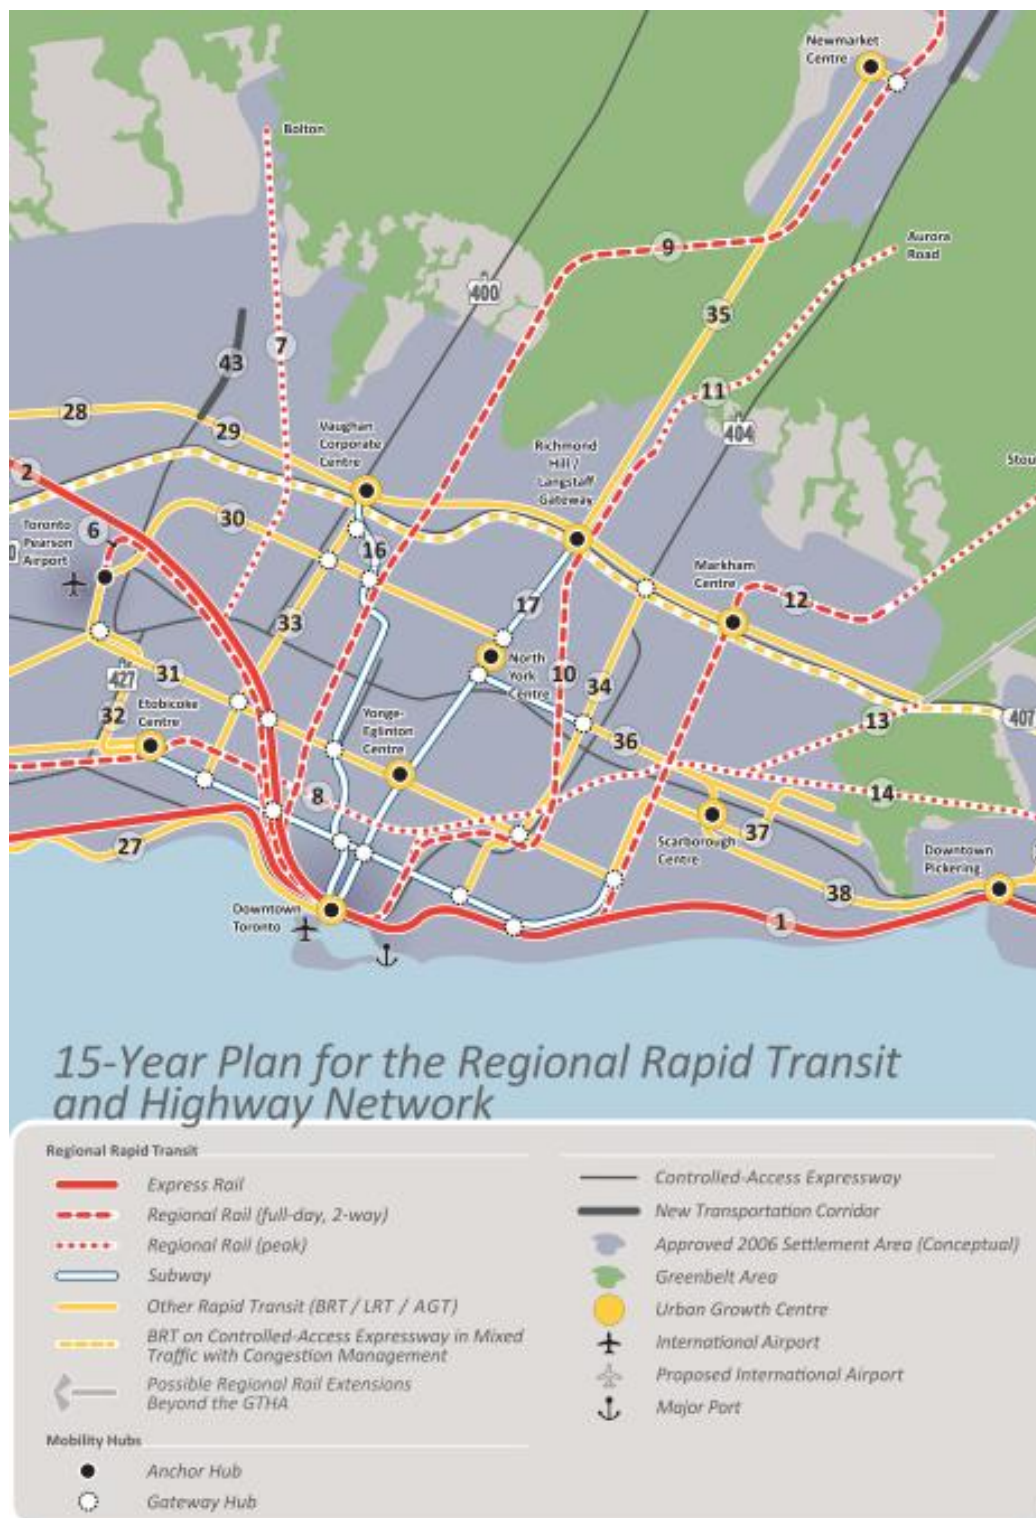 Newmarket
Centre
Bolton
Aurora
Road
9
400
35
7
43
11
28
404
29
Vaughan
Corporate
Centre
Richmond
Hill /
Langstaff
Gateway
2
30
6
Toronto
Pearson
Airport
16
Markham
Centre
12
17
33
North
York
Centre
10
34
31
427
Etobicoke
Centre
32
Yonge-
Eglinton
Centre
13
407
36
8
14
37
Scarborough
Centre
27
Downtown
Pickering
38
Downtown
Toronto
1
15-Year Plan for the Regional Rapid Transit
and Highway Network
Regional Rapid Transit
Express Rail
Regional Rail (full-day, 2-way)
Regional Rail (peak)
Subway
Other Rapid Transit (BRT / LRT / AGT)
BRT on Controlled-Access Expressway in Mixed
Traffic with Congestion Management
Possible Regional Rail Extensions
Beyond the GTHA
Mobility Hubs
Anchor Hub
Gateway Hub
Controlled-Access Expressway
New Transportation Corridor
Approved 2006 Settlement Area (Conceptual)
Greenbelt Area
Urban Growth Centre
International Airport
Proposed International Airport
Major Port